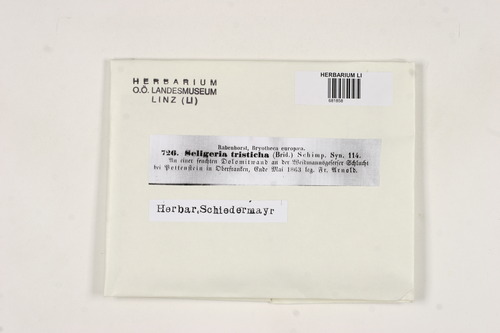 HERBARIUM
O.Ö. LANDESMUSEUM
LINZ (LI)
HERBARIUM LI
Rabenhorst, Bryotheca europaea.
726. Seligeria tristicha (Brid.) Schimp. Syn. 114.
An einer feuchten Dolomitwand an der Schlucht
bei Pottenstein in Oberfranken, Ende Mai 1863 leg. Fr. Arnold.
Herbar,Schiedermayr